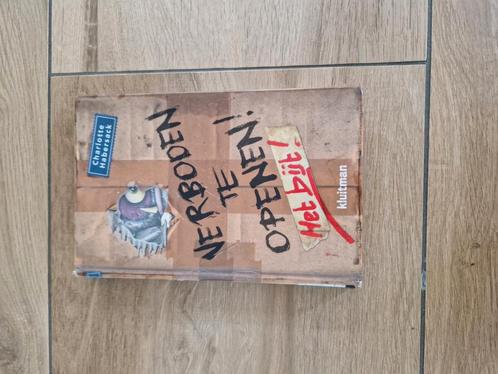 Charlotte
Habersack
VERBODEN
TE
OPENEN!
Het bijt!
kluitman